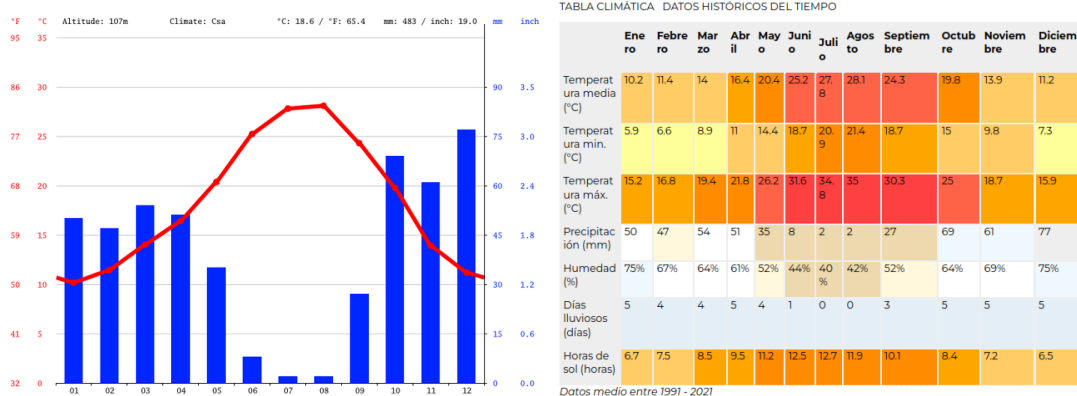 °F °C Altitude: 107m Climate: Csa °C: 18.6 / °F: 65.4 mm: 483 / inch: 19.0 mm inch
95 35
86 30 90 3.5
77 25 75 3.0
68 20 60 2.4
59 15 45 1.8
50 10 30 1.2
41 5 15 0.6
32 0 0 0.0
01 02 03 04 05 06 07 08 09 10 11 12
TABLA CLIMÁTICA DATOS HISTÓRICOS DEL TIEMPO
Enero Febrero Marzo Abril Mayo Junio Julio Agosto Septiembre Octubre Noviembre Diciembre
Temperatura media (°C) 10.2 11.4 14 16.4 20.4 25.2 27.8 28.1 24.3 19.8 13.9 11.2
Temperatura min. (°C) 5.9 6.6 8.9 11 14.4 18.7 20.9 21.4 18.7 15 9.8 7.3
Temperatura máx. (°C) 15.2 16.8 19.4 21.8 26.2 31.6 34.8 35 30.3 25 18.7 15.9
Precipitación (mm) 50 47 54 51 35 8 2 2 27 69 61 77
Humedad (%) 75% 67% 64% 61% 52% 44% 40% 42% 52% 64% 69% 75%
Días lluviosos (días) 5 4 4 5 4 1 0 0 3 5 5 5
Horas de sol (horas) 6.7 7.5 8.5 9.5 11.2 12.5 12.7 11.9 10.1 8.4 7.2 6.5
Datos medio entre 1991 - 2021